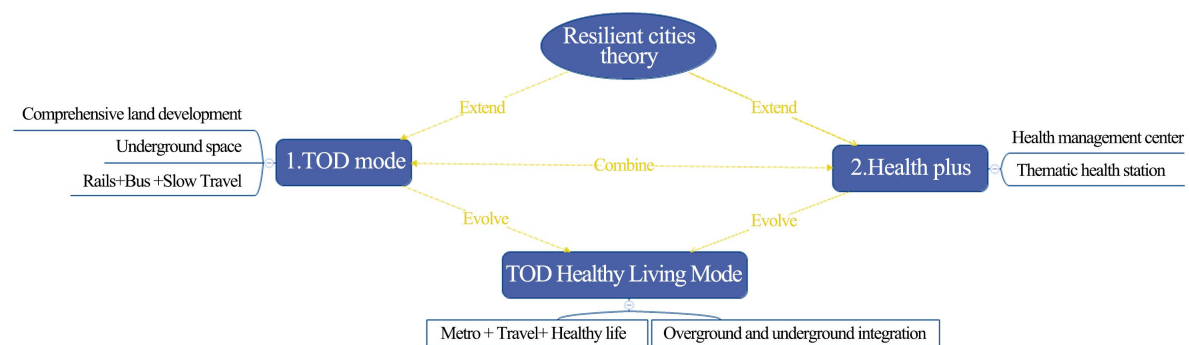 Resilient cities
theory
Extend
Extend
Comprehensive land development
Underground space
Rails+Bus +Slow Travel
1.TOD mode
Combine
2.Health plus
Health management center
Thematic health station
Evolve
Evolve
TOD Healthy Living Mode
Metro + Travel+ Healthy life
Overground and underground integration